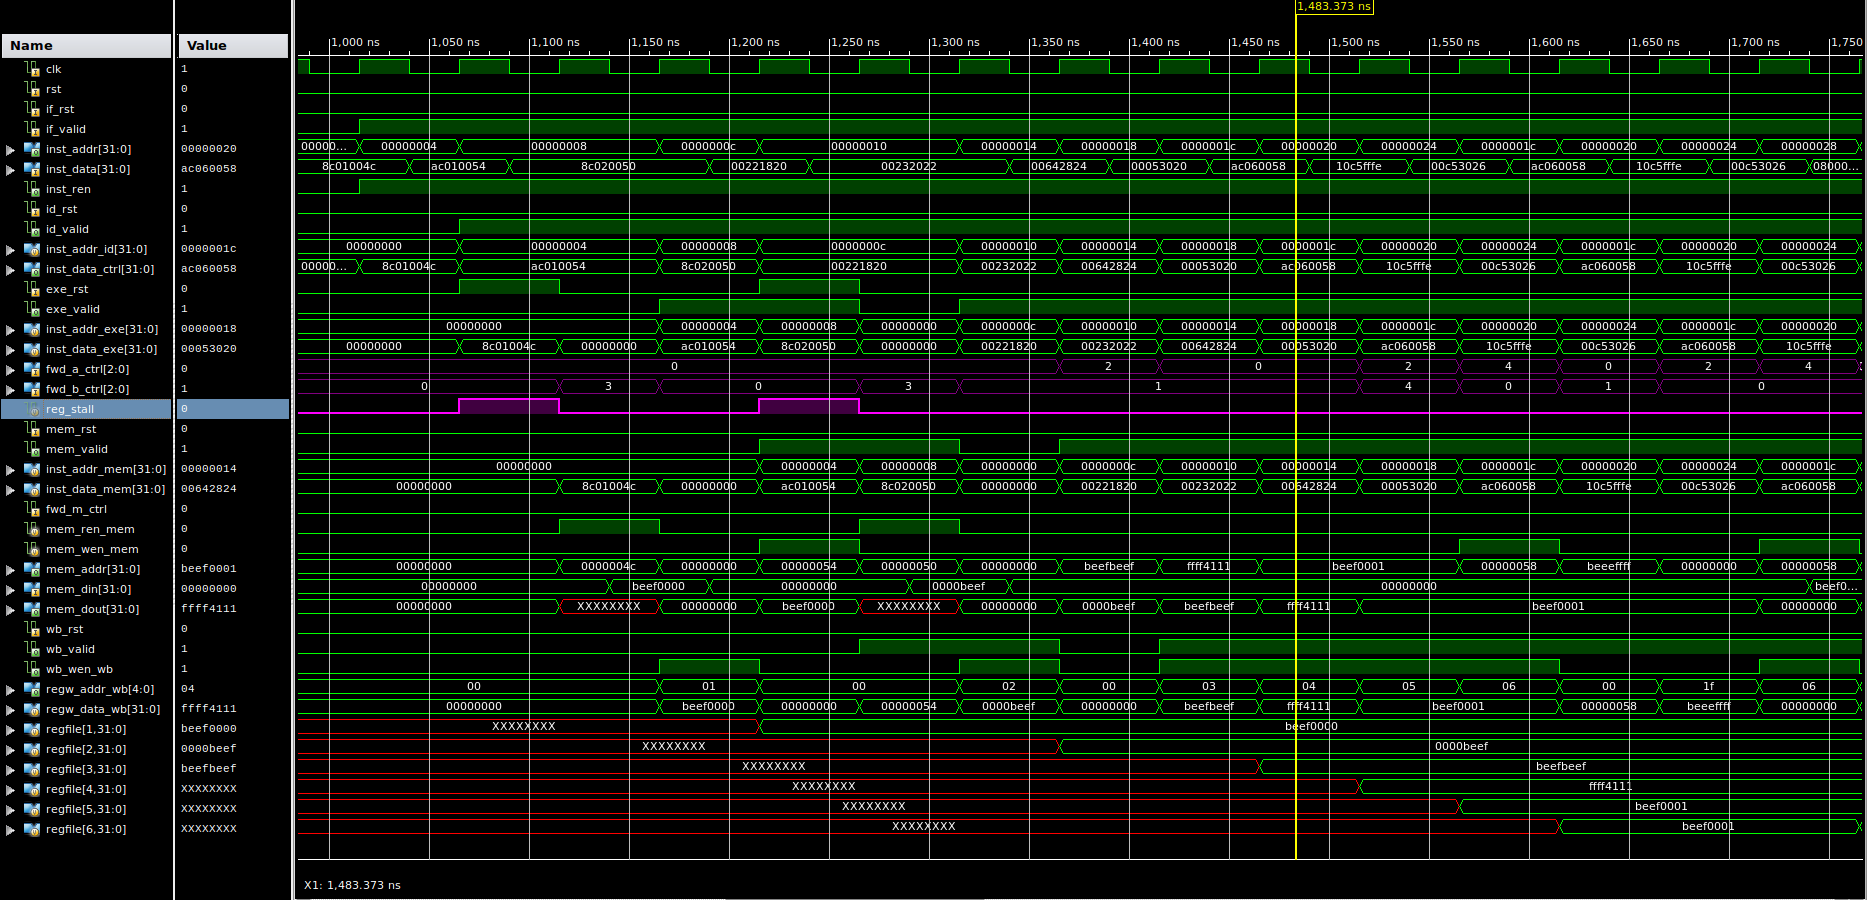 1,483.373 ns
Name Value 1,000 ns 1,050 ns 1,100 ns 1,150 ns 1,200 ns 1,250 ns 1,300 ns 1,350 ns 1,400 ns 1,450 ns 1,500 ns 1,550 ns 1,600 ns 1,650 ns 1,700 ns 1,750
clk 1
rst 0
if_rst 0
if_valid 1
inst_addr[31:0] 00000020 00000... 00000004 00000008 0000000c 00000010 00000014 00000018 0000001c 00000020 00000024 0000001c 00000020 00000024 00000028
inst_data[31:0] ac060058 8c01004c ac010054 8c020050 00221820 00232022 00642824 00053020 ac060058 10c5fffe 00c53026 ac060058 10c5fffe 00c53026 08000...
inst_ren 1
id_rst 0
id_valid 1
inst_addr_id[31:0] 0000001c 00000000 00000004 00000008 0000000c 00000010 00000014 00000018 0000001c 00000020 00000024 0000001c 00000020 00000024
inst_data_ctrl[31:0] ac060058 00000... 8c01004c ac010054 8c020050 00221820 00232022 00642824 00053020 ac060058 10c5fffe 00c53026 ac060058 10c5fffe 00c53026
exe_rst 0
exe_valid 1
inst_addr_exe[31:0] 00000018 00000000 00000004 00000008 00000000 0000000c 00000010 00000014 00000018 0000001c 00000020 00000024 0000001c 00000020
inst_data_exe[31:0] 00053020 00000000 8c01004c 00000000 ac010054 8c020050 00000000 00221820 00232022 00642824 00053020 ac060058 10c5fffe 00c53026 ac060058 10c5fffe
fwd_a_ctrl[2:0] 0 0 2 0 2 4 0 2 4
fwd_b_ctrl[2:0] 1 0 3 0 3 1 4 0 1 0
reg_stall 0
mem_rst 0
mem_valid 1
inst_addr_mem[31:0] 00000014 00000000 00000004 00000008 00000000 0000000c 00000010 00000014 00000018 0000001c 00000020 00000024 0000001c
inst_data_mem[31:0] 00642824 00000000 8c01004c 00000000 ac010054 8c020050 00000000 00221820 00232022 00642824 00053020 ac060058 10c5fffe 00c53026 ac060058
fwd_m_ctrl 0
mem_ren_mem 0
mem_wen_mem 0
mem_addr[31:0] beef0001 00000000 0000004c 00000000 00000054 00000050 00000000 beefbeef ffff4111 beef0001 00000058 beeeffff 00000000 00000058
mem_din[31:0] 00000000 00000000 beef0000 00000000 0000beef 00000000 beef0...
mem_dout[31:0] ffff4111 00000000 XXXXXXXX 00000000 beef0000 XXXXXXXX 00000000 0000beef beefbeef ffff4111 beef0001 00000000
wb_rst 0
wb_valid 1
wb_wen_wb 1
regw_addr_wb[4:0] 04 00 01 00 02 00 03 04 05 06 00 1f 06
regw_data_wb[31:0] ffff4111 00000000 beef0000 00000000 00000054 0000beef 00000000 beefbeef ffff4111 beef0001 00000058 beeeffff 00000000
regfile[1,31:0] beef0000 XXXXXXXX beef0000
regfile[2,31:0] 0000beef XXXXXXXX 0000beef
regfile[3,31:0] beefbeef XXXXXXXX beefbeef
regfile[4,31:0] XXXXXXXX XXXXXXXX ffff4111
regfile[5,31:0] XXXXXXXX XXXXXXXX beef0001
regfile[6,31:0] XXXXXXXX XXXXXXXX beef0001
X1: 1,483.373 ns